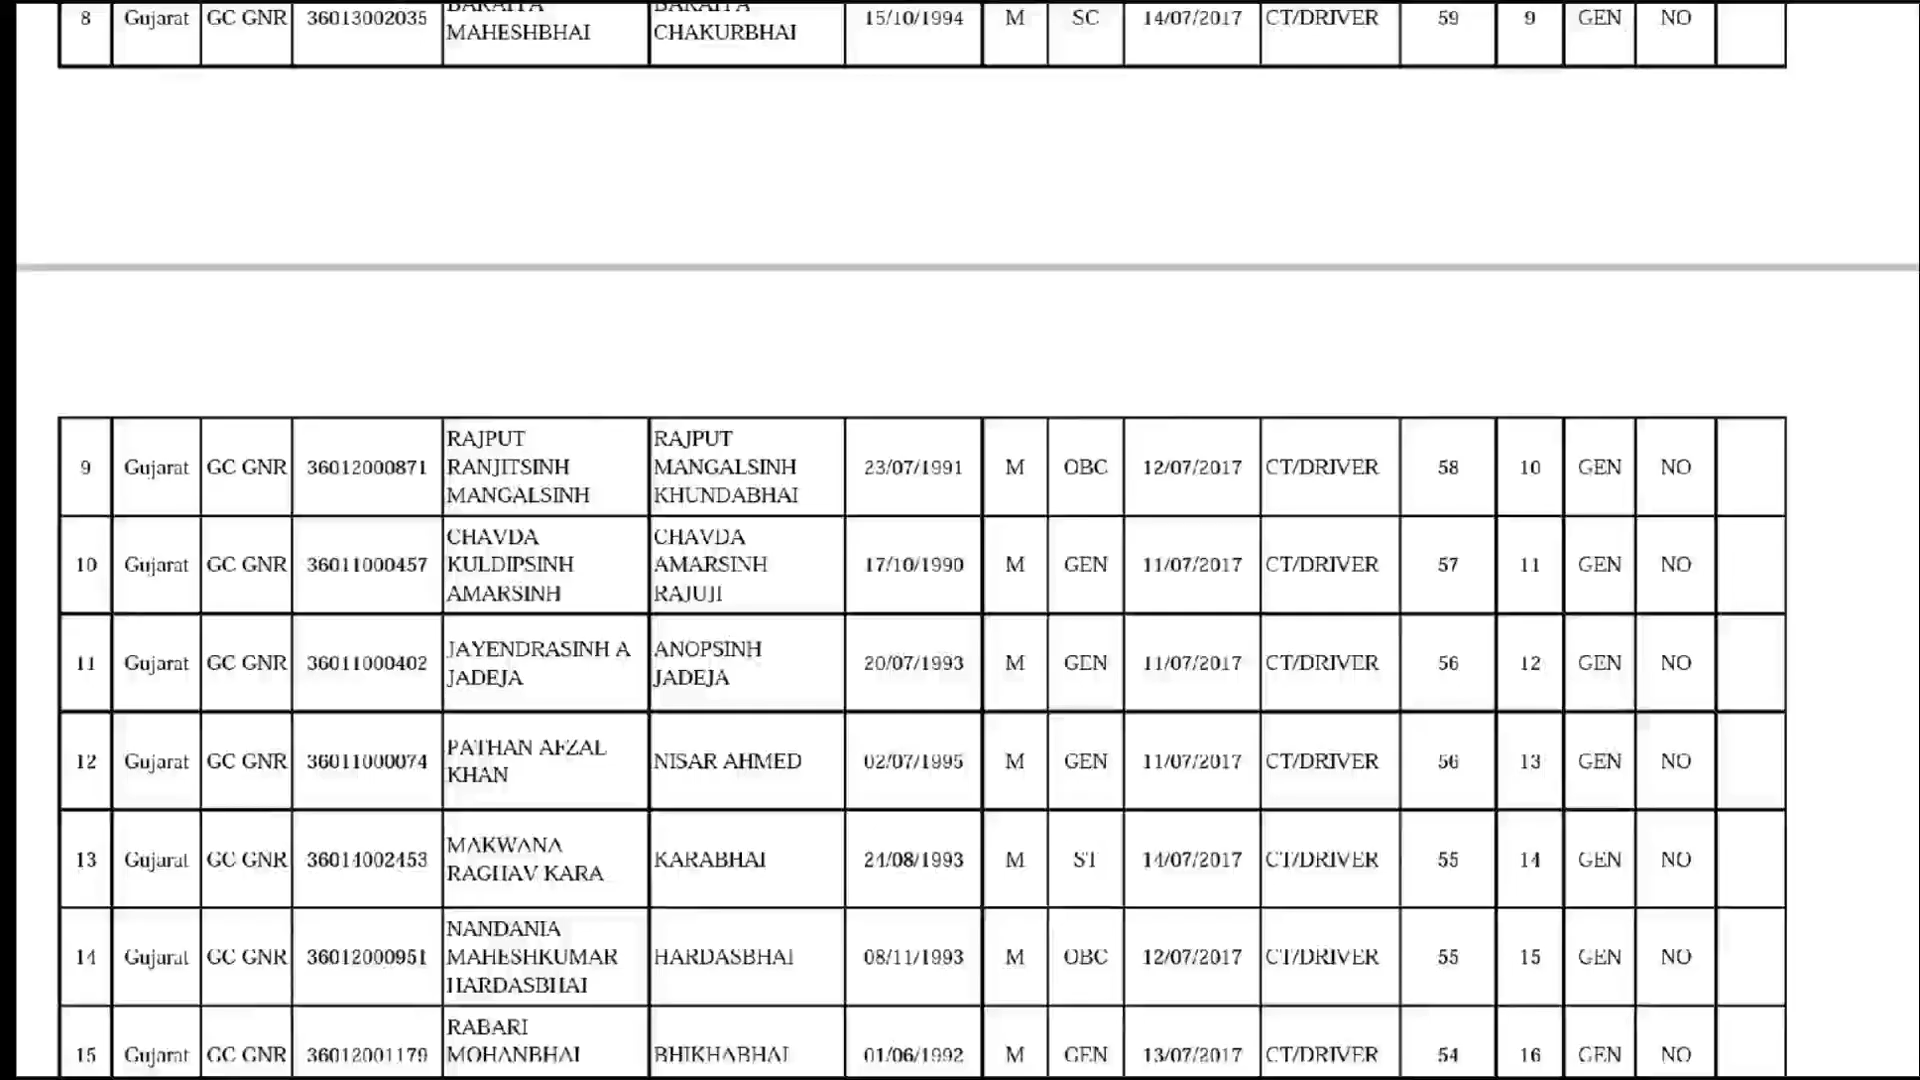 8 Gujarat GC GNR 36013002035 MAHESHBHAI CHAKURBHAI 15/10/1994 M SC 14/07/2017 CT/DRIVER 59 9 GEN NO
9 Gujarat GC GNR 36012000871 RAJPUT RANJITSINH MANGALSINH RAJPUT MANGALSINH KHUNDABHAI 23/07/1991 M OBC 12/07/2017 CT/DRIVER 58 10 GEN NO
10 Gujarat GC GNR 36011000457 CHAVDA KULDIPSINH AMARSINH CHAVDA AMARSINH RAJUJI 17/10/1990 M GEN 11/07/2017 CT/DRIVER 57 11 GEN NO
11 Gujarat GC GNR 36011000402 JAYENDRASINH A JADEJA ANOPSINH JADEJA 20/07/1993 M GEN 11/07/2017 CT/DRIVER 56 12 GEN NO
12 Gujarat GC GNR 36011000074 PATHAN AFZAL KHAN NISAR AHMED 02/07/1995 M GEN 11/07/2017 CT/DRIVER 56 13 GEN NO
13 Gujarat GC GNR 36014002453 MAKWANA RAGHAV KARA KARABHAI 24/08/1993 M ST 14/07/2017 CT/DRIVER 55 14 GEN NO
14 Gujarat GC GNR 36012000951 NANDANIA MAHESHKUMAR HARDASBHAI HARDASBHAI 08/11/1993 M OBC 12/07/2017 CT/DRIVER 55 15 GEN NO
15 Gujarat GC GNR 36012001179 RABARI MOHANBHAI BHIKHABHAI 01/06/1992 M GEN 13/07/2017 CT/DRIVER 54 16 GEN NO